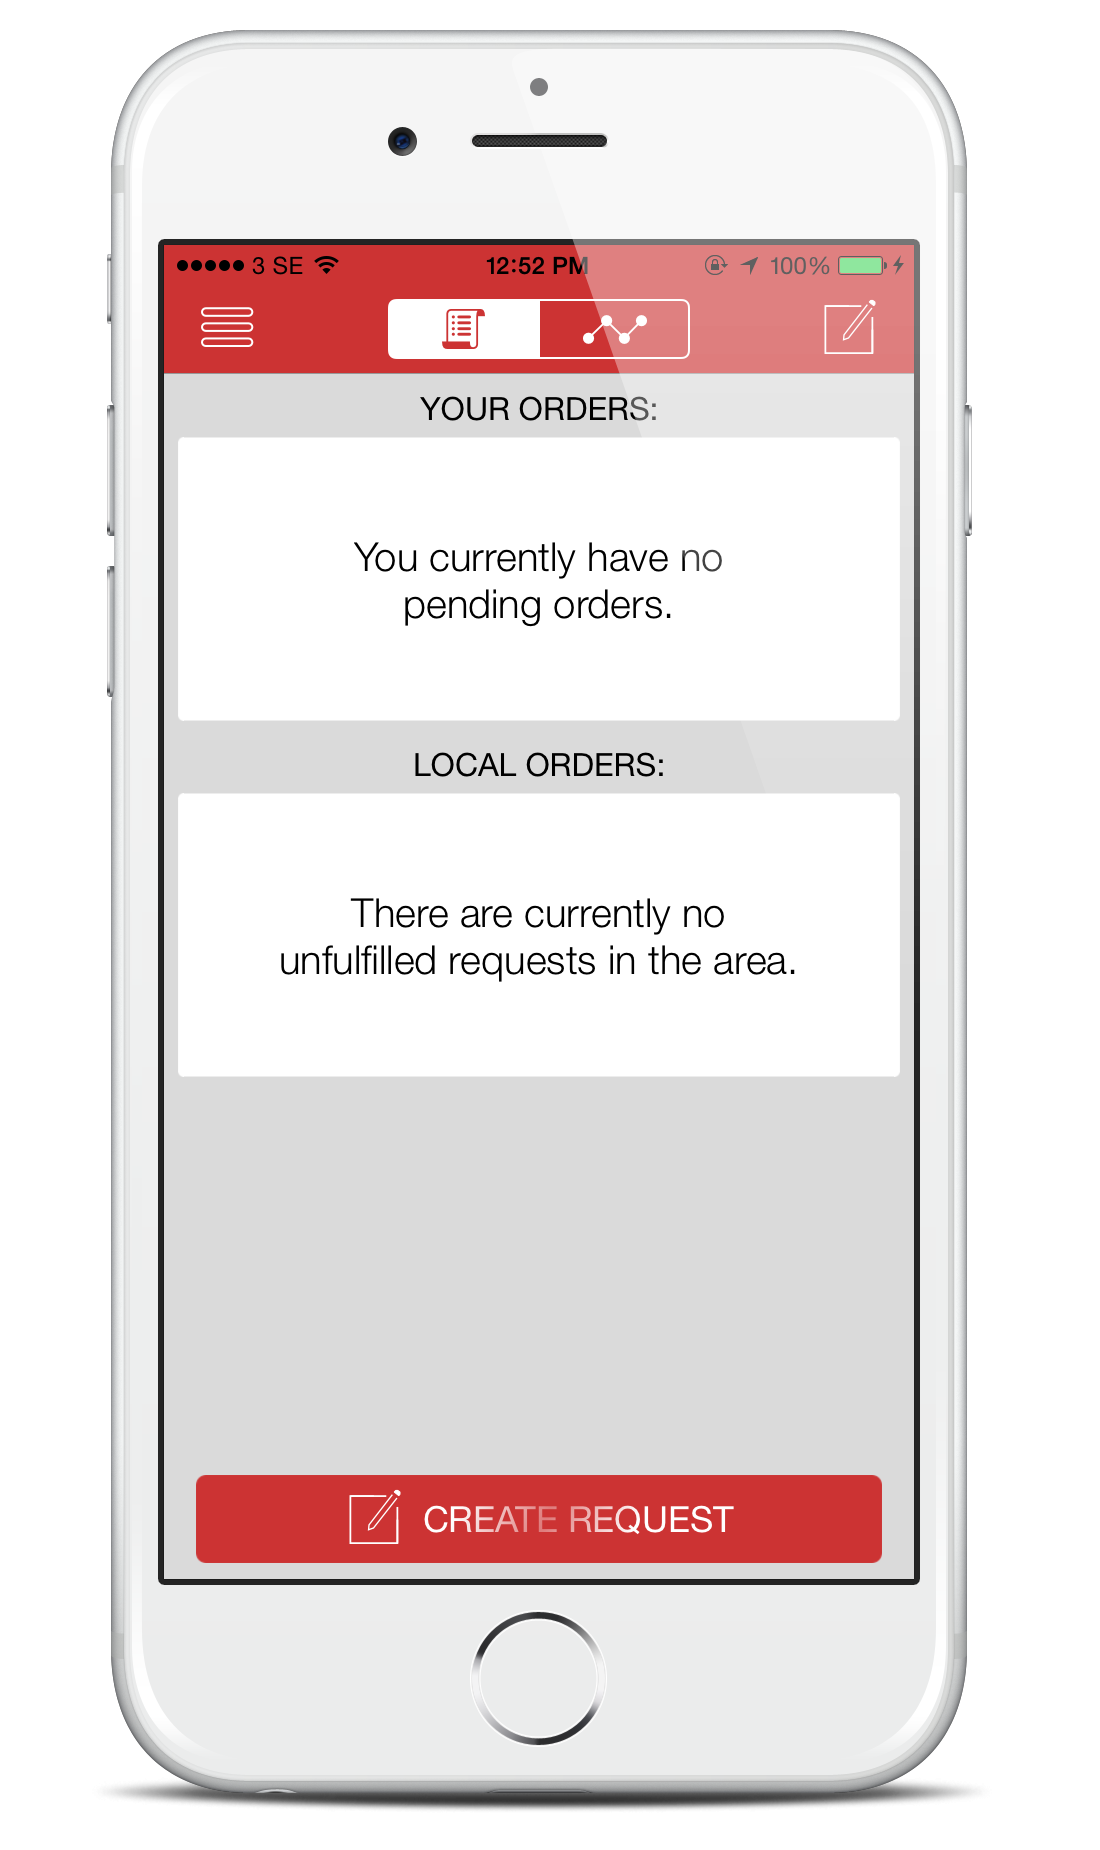 3 SE 12:52 PM 100%
YOUR ORDERS:
You currently have no
pending orders.
LOCAL ORDERS:
There are currently no
unfulfilled requests in the area.
CREATE REQUEST